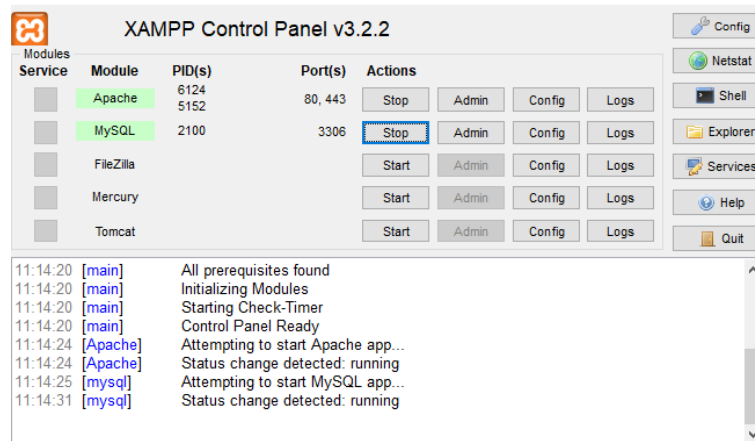 XAMPP Control Panel v3.2.2
Config
Modules
Service Module PID(s) Port(s) Actions
Netstat
Apache 6124 5152 80, 443 Stop Admin Config Logs
Shell
MySQL 2100 3306 Stop Admin Config Logs
Explorer
FileZilla Start Admin Config Logs
Services
Mercury Start Admin Config Logs
Help
Tomcat Start Admin Config Logs
Quit
11:14:20 [main] All prerequisites found
11:14:20 [main] Initializing Modules
11:14:20 [main] Starting Check-Timer
11:14:20 [main] Control Panel Ready
11:14:24 [Apache] Attempting to start Apache app...
11:14:24 [Apache] Status change detected: running
11:14:25 [mysql] Attempting to start MySQL app...
11:14:31 [mysql] Status change detected: running